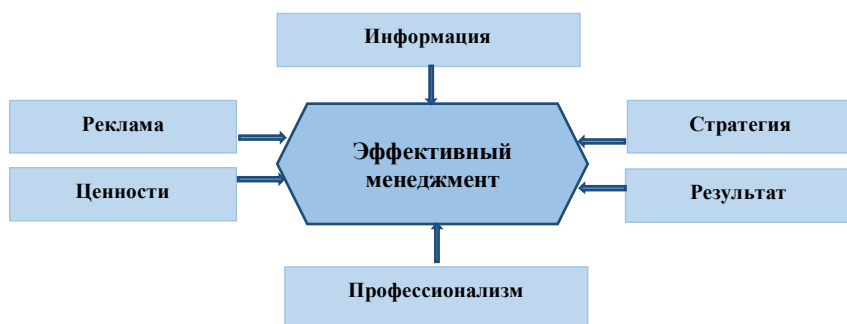 Информация
Реклама
Стратегия
Эффективный
менеджмент
Ценности
Результат
Профессионализм